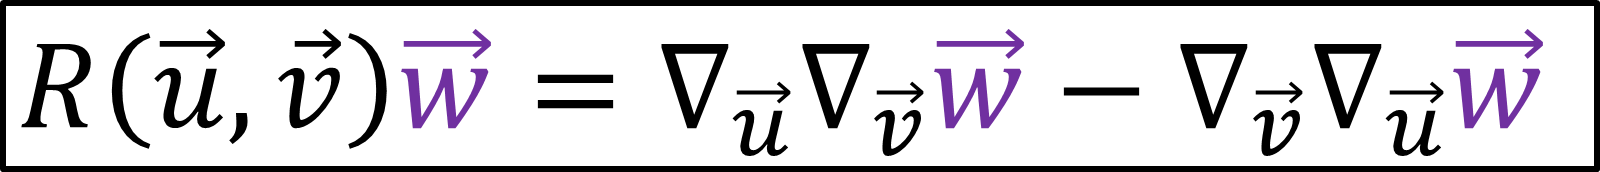 R(u⃗, v⃗)w⃗ = ∇_u⃗ ∇_v⃗ w⃗ − ∇_v⃗ ∇_u⃗ w⃗